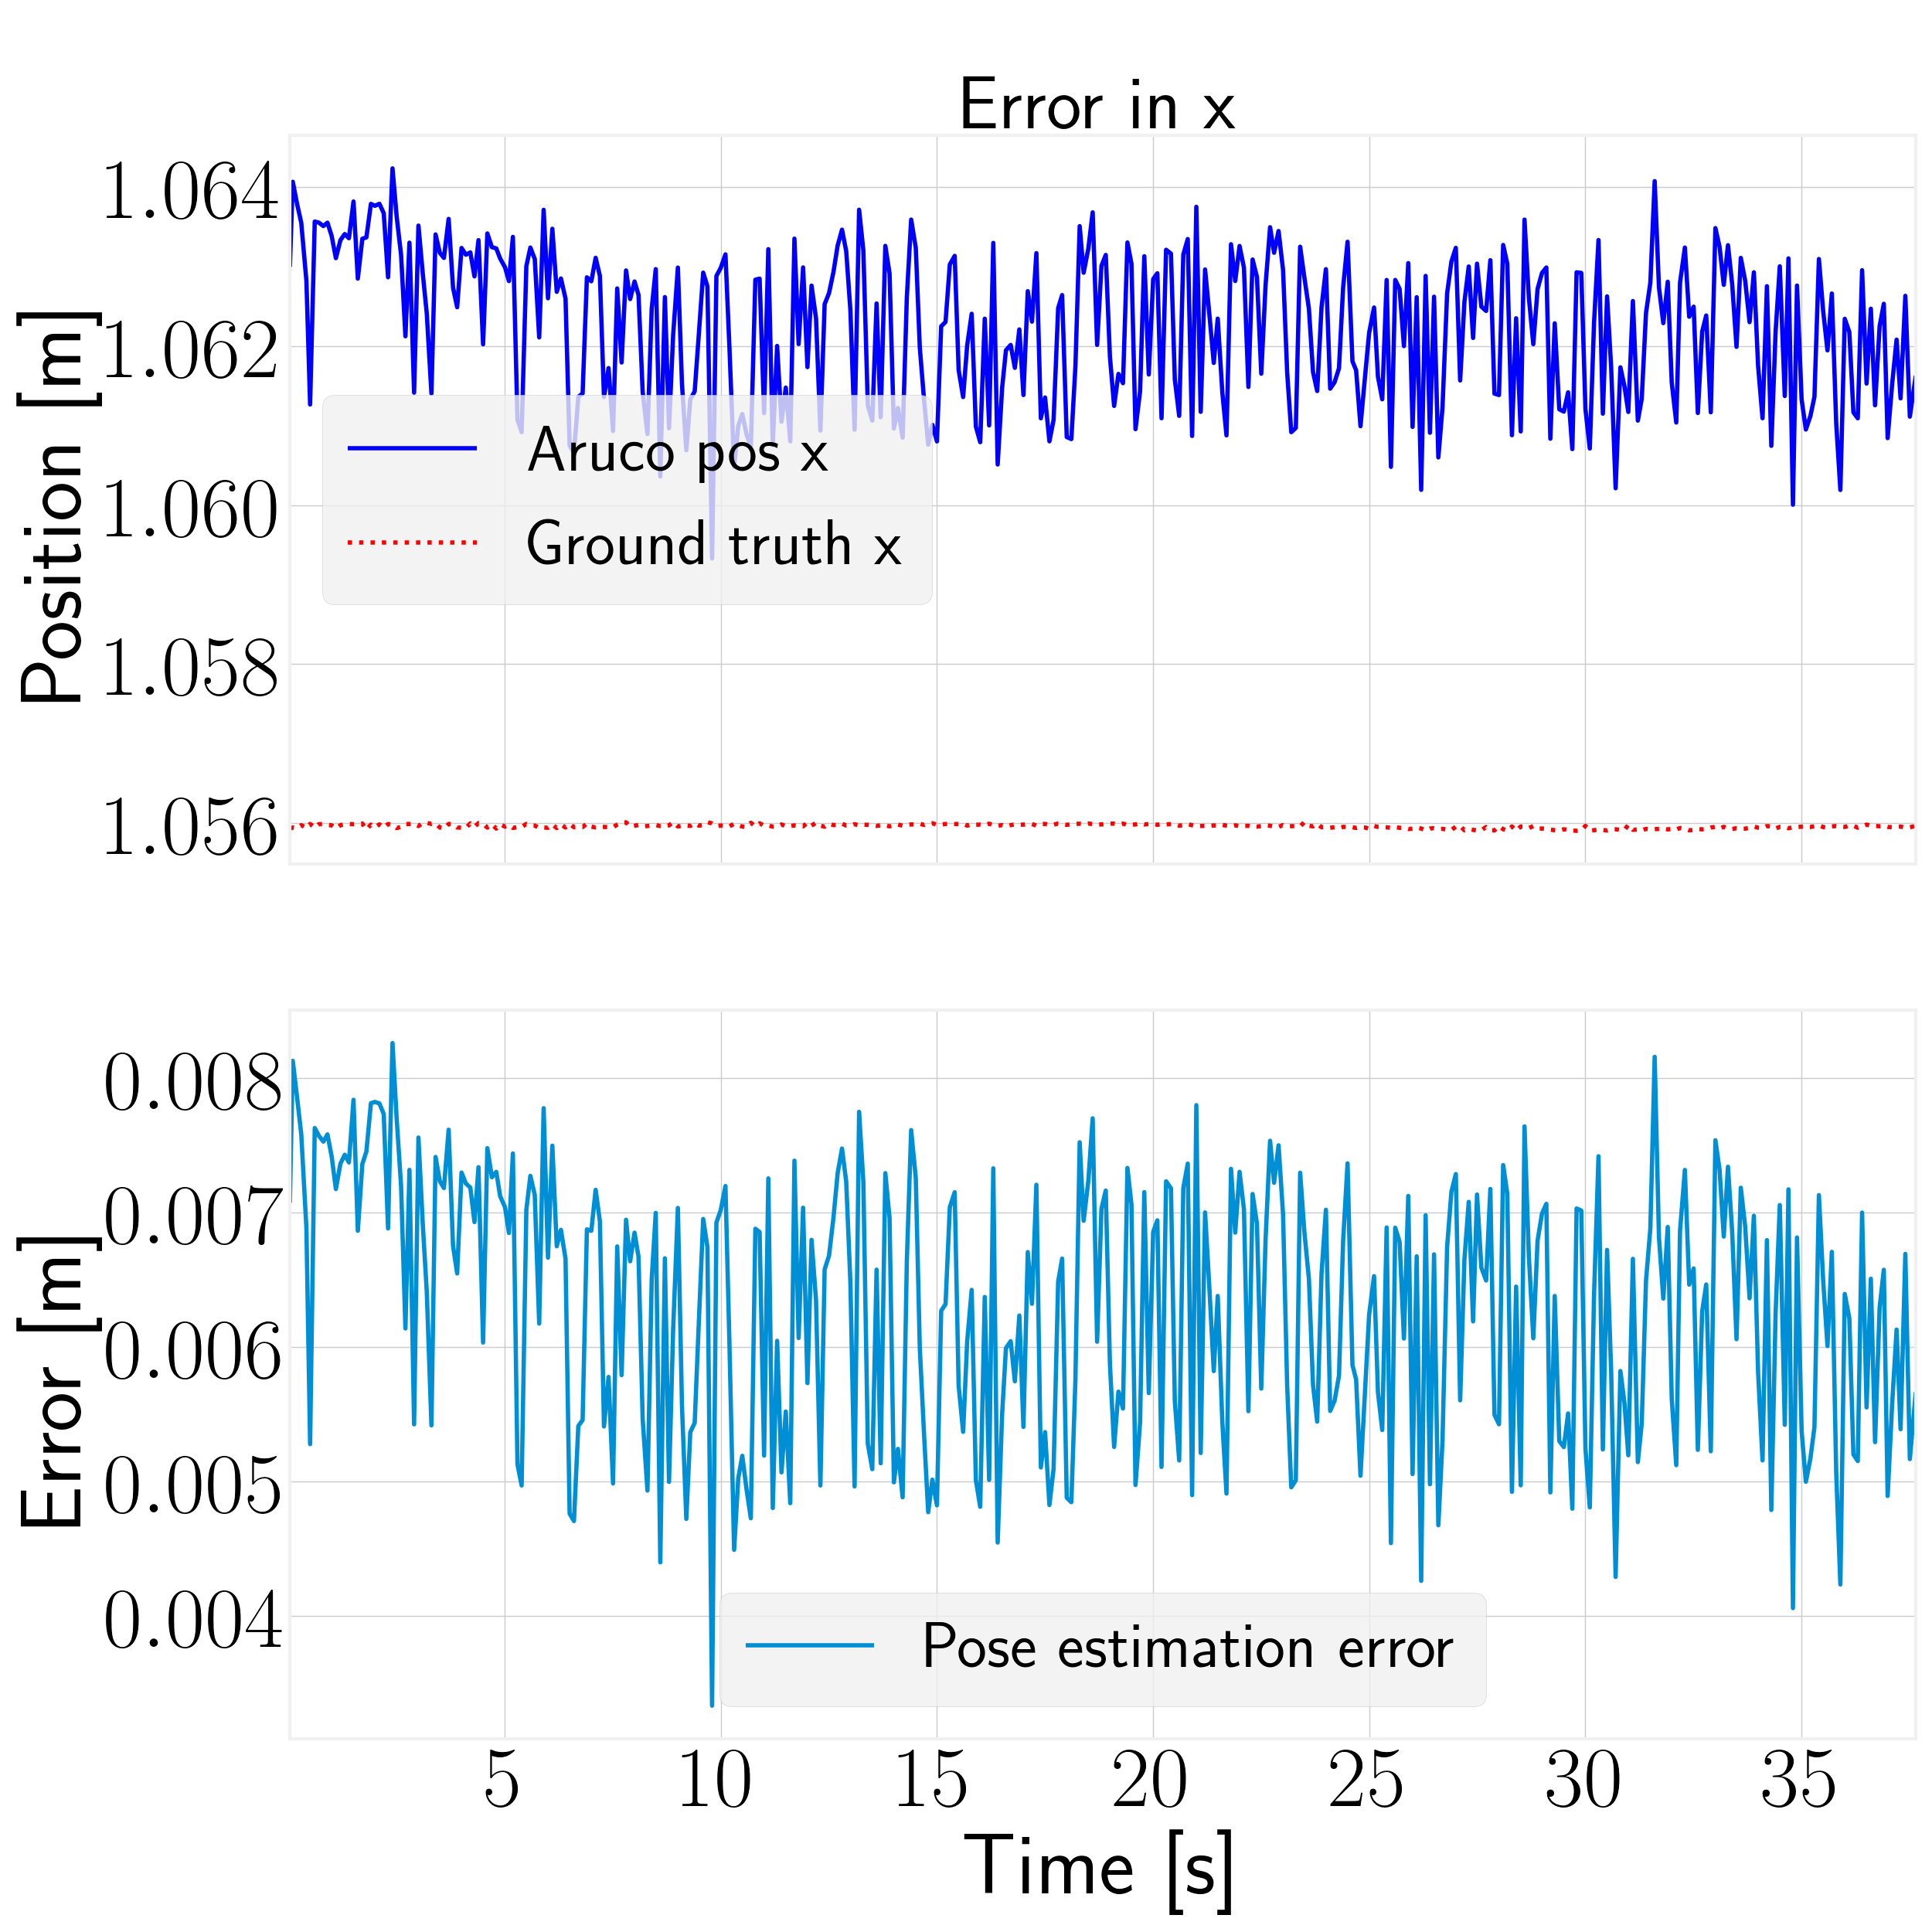 Error in x
Position [m]
1.064
1.062
1.060
1.058
1.056
Aruco pos x
Ground truth x
Error [m]
0.008
0.007
0.006
0.005
0.004
Pose estimation error
5 10 15 20 25 30 35
Time [s]